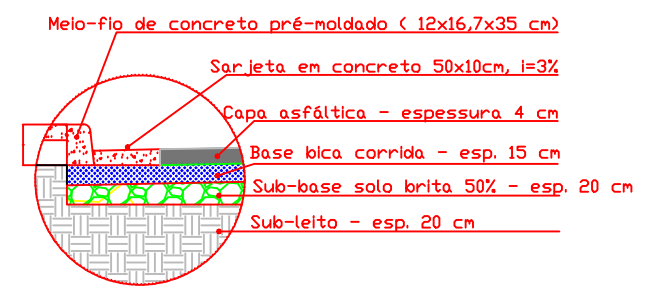 Meio-fio de concreto pré-moldado ( 12x16,7x35 cm)
Sarjeta em concreto 50x10cm, i=3%
Capa asfáltica - espessura 4 cm
Base bica corrida - esp. 15 cm
Sub-base solo brita 50% - esp. 20 cm
Sub-leito - esp. 20 cm